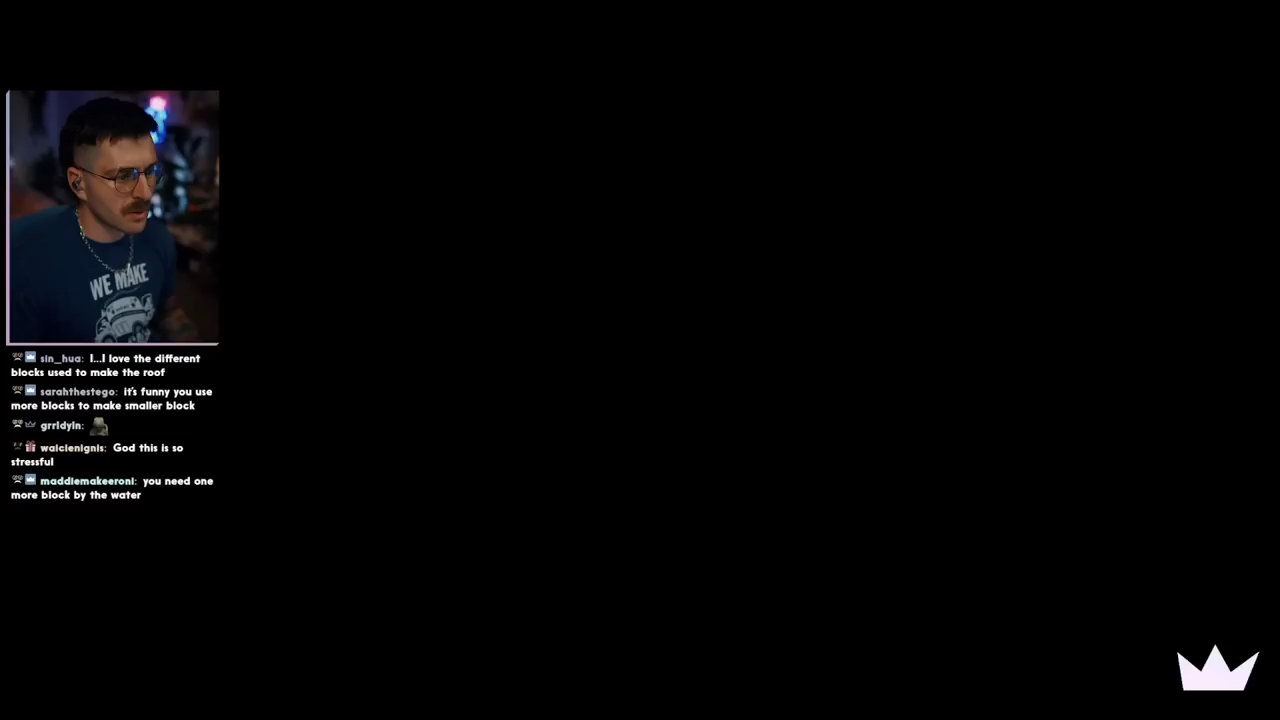 WE MAKE
sin_hua: I...I love the different
blocks used to make the roof
sarahthestego: it's funny you use
more blocks to make smaller block
grridyin:
walcienignis: God this is so
stressful
maddiemakeeroni: you need one
more block by the water